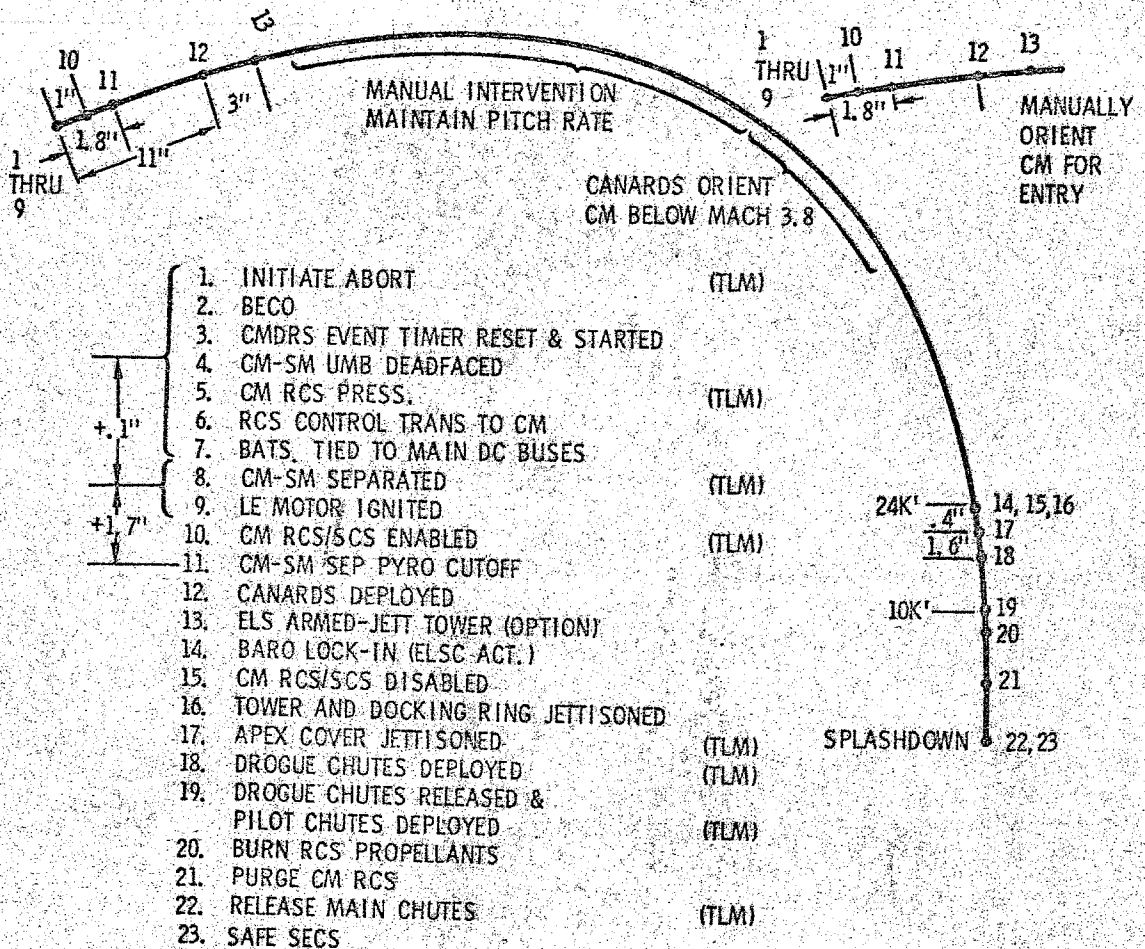 13
10
11
12
1"
1.8"
11"
3"
1
THRU
9
MANUAL INTERVENTION
MAINTAIN PITCH RATE
1
THRU
9
10
11
12
13
1"
1.8"
MANUALLY
ORIENT
CM FOR
ENTRY
CANARDS ORIENT
CM BELOW MACH 3.8
1. INITIATE ABORT (TLM)
2. BECO
3. CMDRS EVENT TIMER RESET & STARTED
4. CM-SM UMB DEADFACED
5. CM RCS PRESS. (TLM)
6. RCS CONTROL TRANS TO CM
7. BATS. TIED TO MAIN DC BUSES
8. CM-SM SEPARATED (TLM)
9. LE MOTOR IGNITED
10. CM RCS/SCS ENABLED (TLM)
11. CM-SM SEP PYRO CUTOFF
12. CANARDS DEPLOYED
13. ELS ARMED-JETT TOWER (OPTION)
14. BARO LOCK-IN (ELSC ACT.)
15. CM RCS/SCS DISABLED
16. TOWER AND DOCKING RING JETTISONED
17. APEX COVER JETTISONED (TLM)
18. DROGUE CHUTES DEPLOYED (TLM)
19. DROGUE CHUTES RELEASED &
PILOT CHUTES DEPLOYED (TLM)
20. BURN RCS PROPELLANTS
21. PURGE CM RCS
22. RELEASE MAIN CHUTES (TLM)
23. SAFE SECS
+.1"
+1.7"
24K' 14, 15,16
.4" 17
1.6" 18
10K' 19
20
21
SPLASHDOWN 22,23